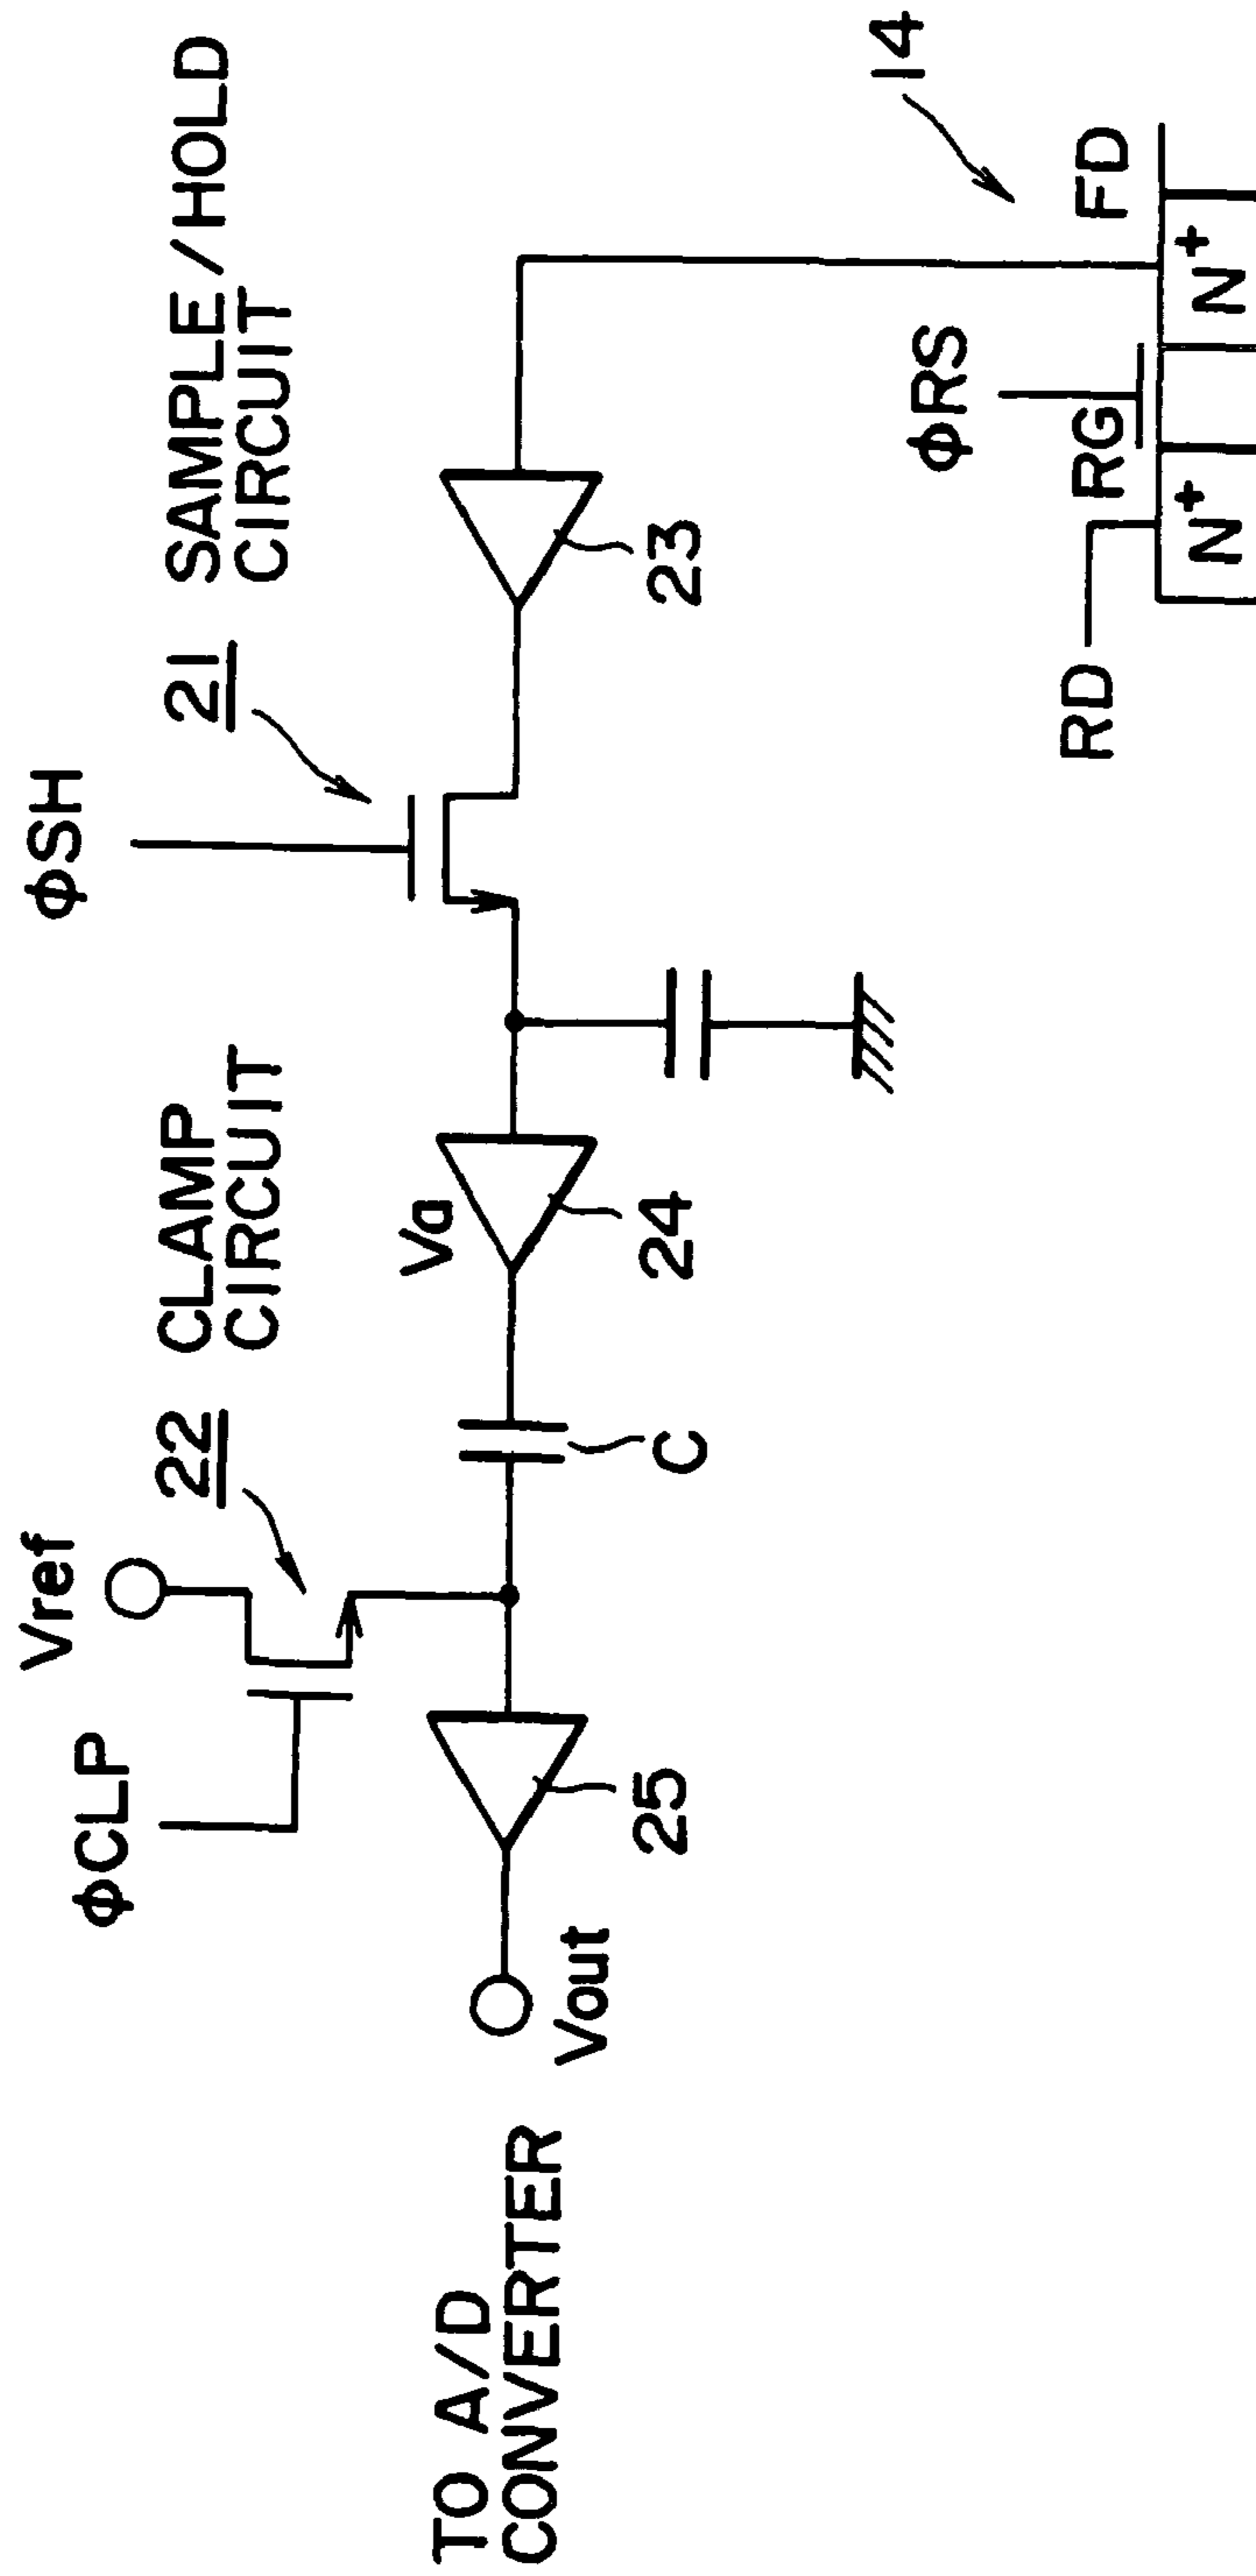 φCLP
Vref
22 CLAMP
CIRCUIT
φSH
21 SAMPLE/HOLD
CIRCUIT
TO A/D
CONVERTER
Vout
25
C
Va
24
23
14
φRS
RD
RG
FD
N+
N+